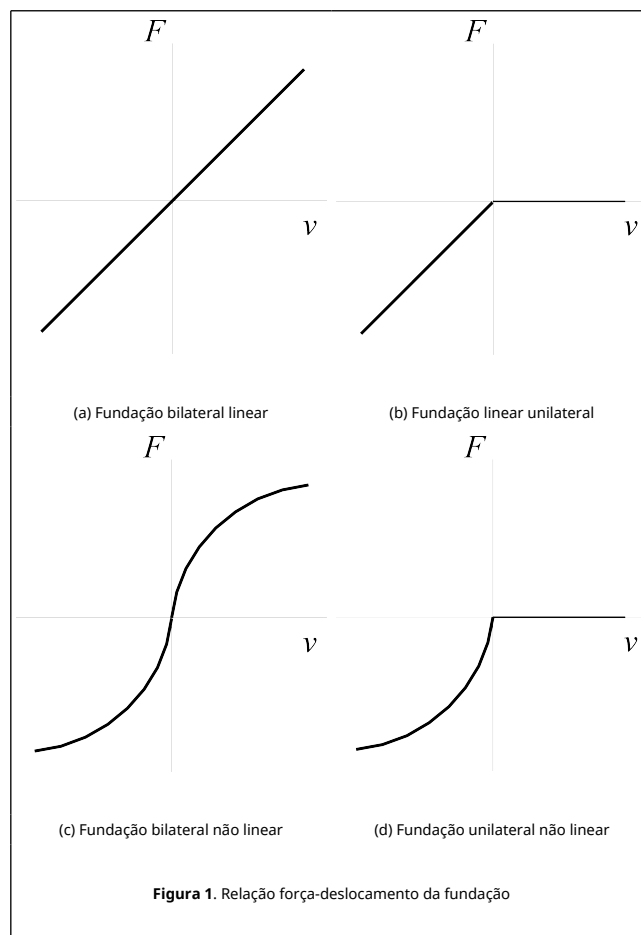 F F
v v
(a) Fundação bilateral linear (b) Fundação linear unilateral
F F
v v
(c) Fundação bilateral não linear (d) Fundação unilateral não linear
Figura 1. Relação força-deslocamento da fundação